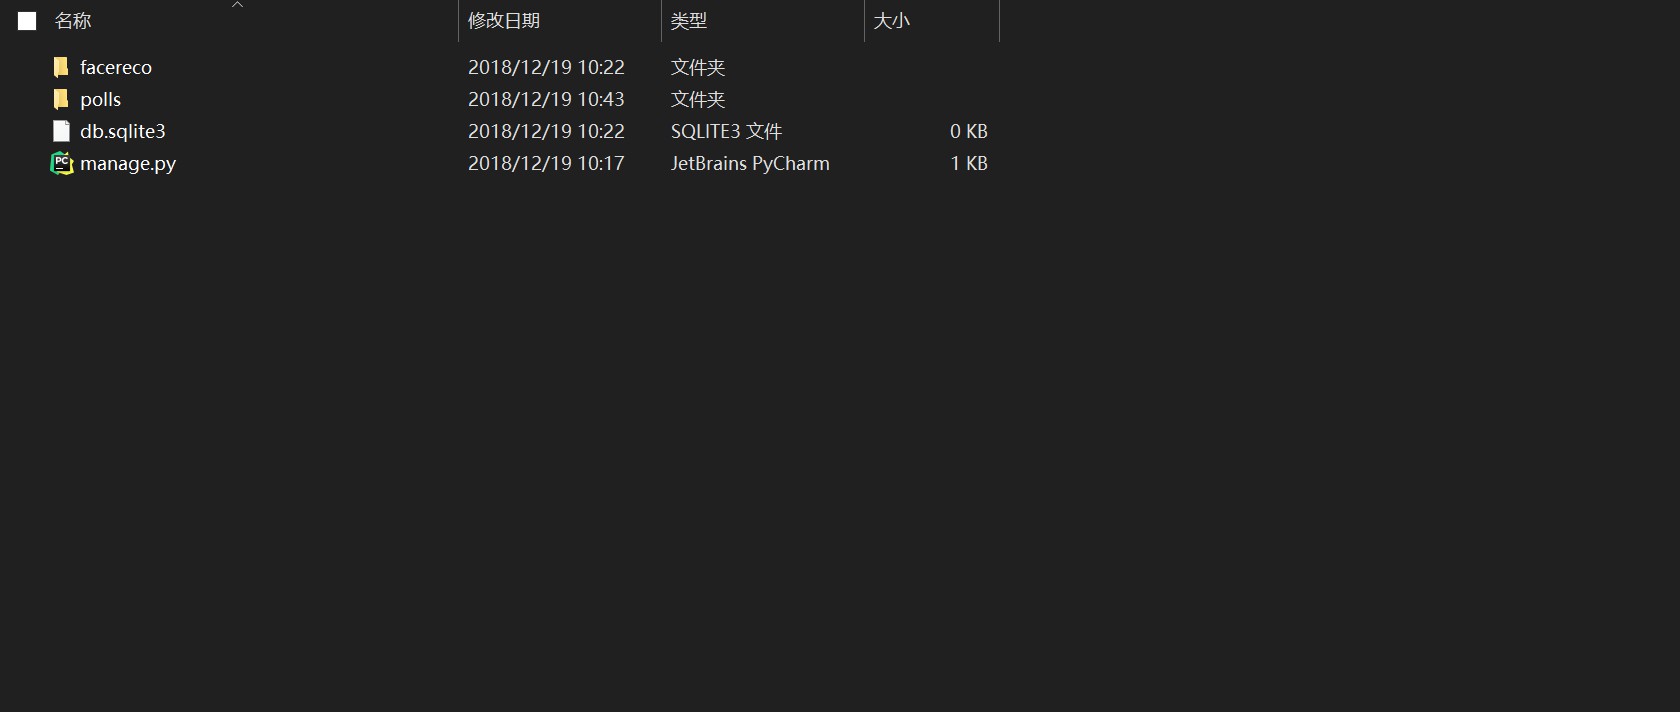 名称 修改日期 类型 大小
facereco 2018/12/19 10:22 文件夹
polls 2018/12/19 10:43 文件夹
db.sqlite3 2018/12/19 10:22 SQLITE3 文件 0 KB
PC manage.py 2018/12/19 10:17 JetBrains PyCharm 1 KB